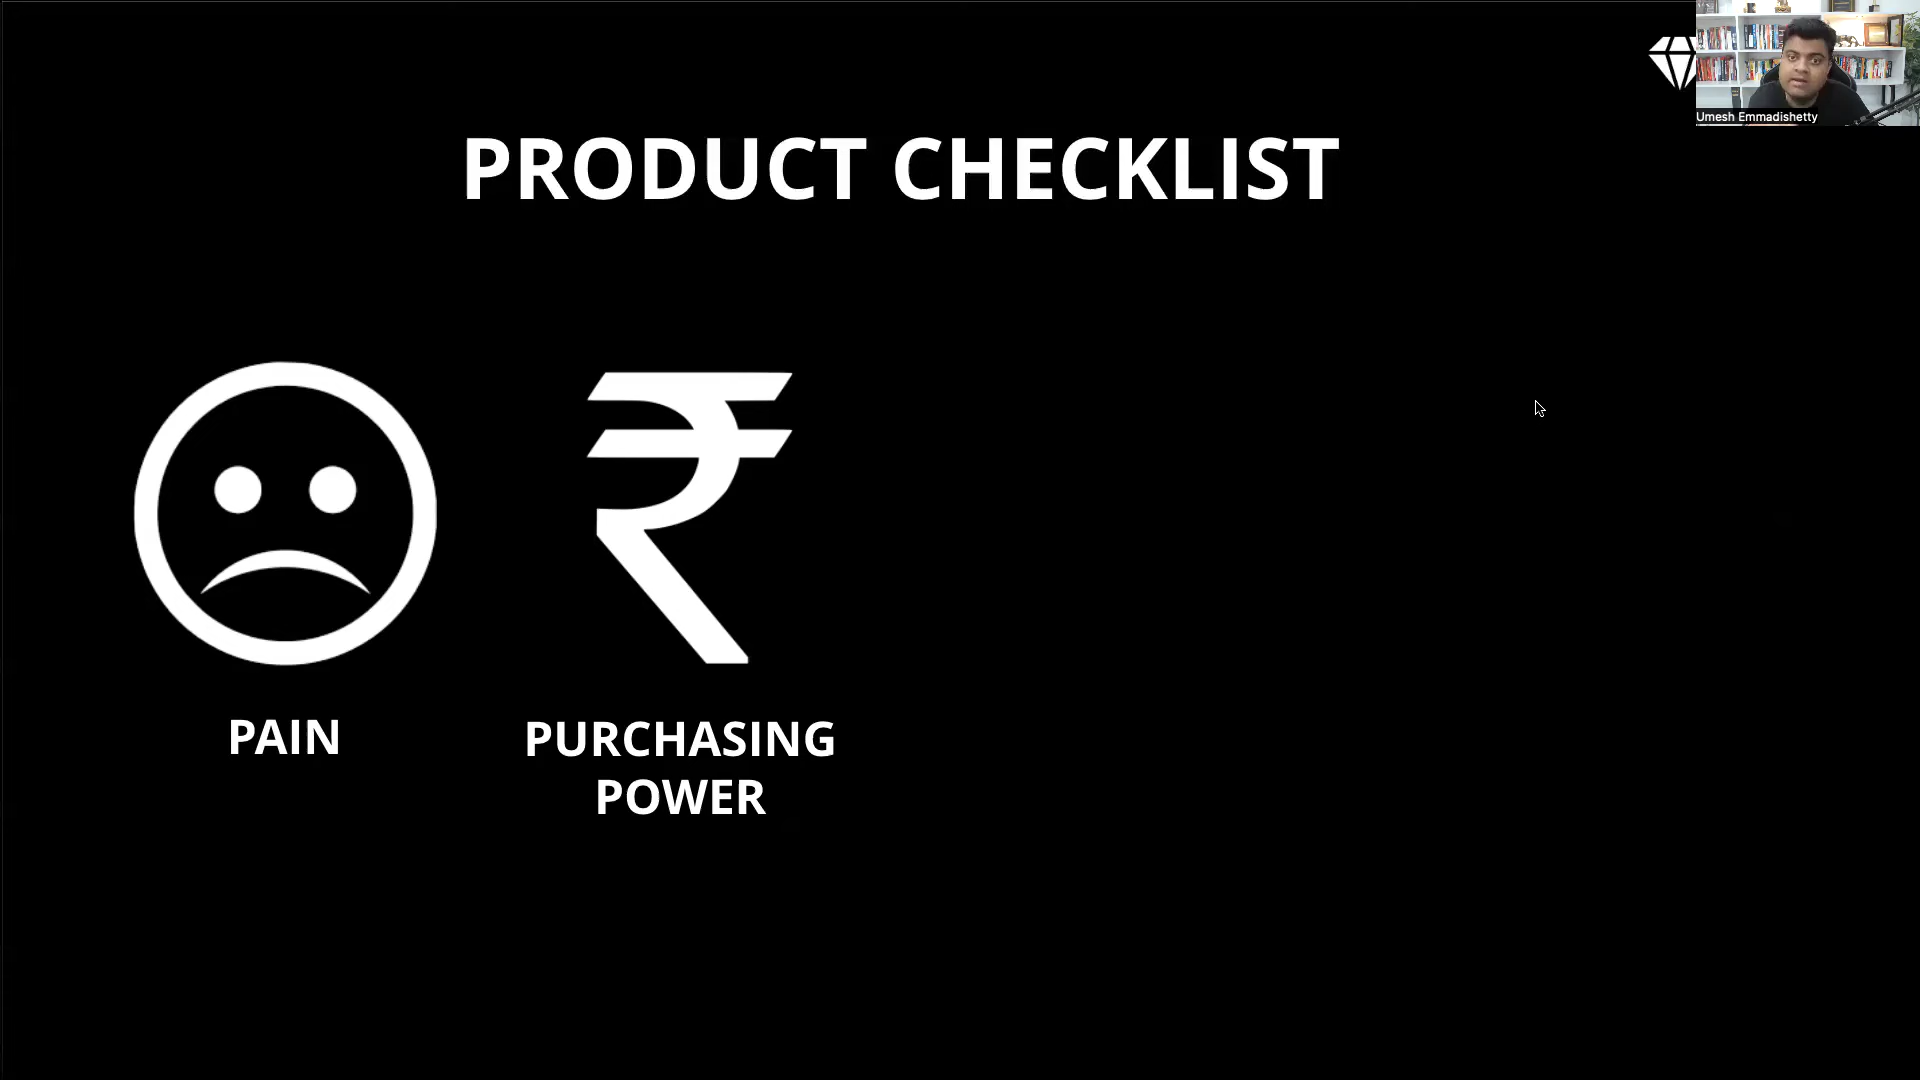 Umesh Emmadishetty
PRODUCT CHECKLIST
₹
PAIN
PURCHASING
POWER